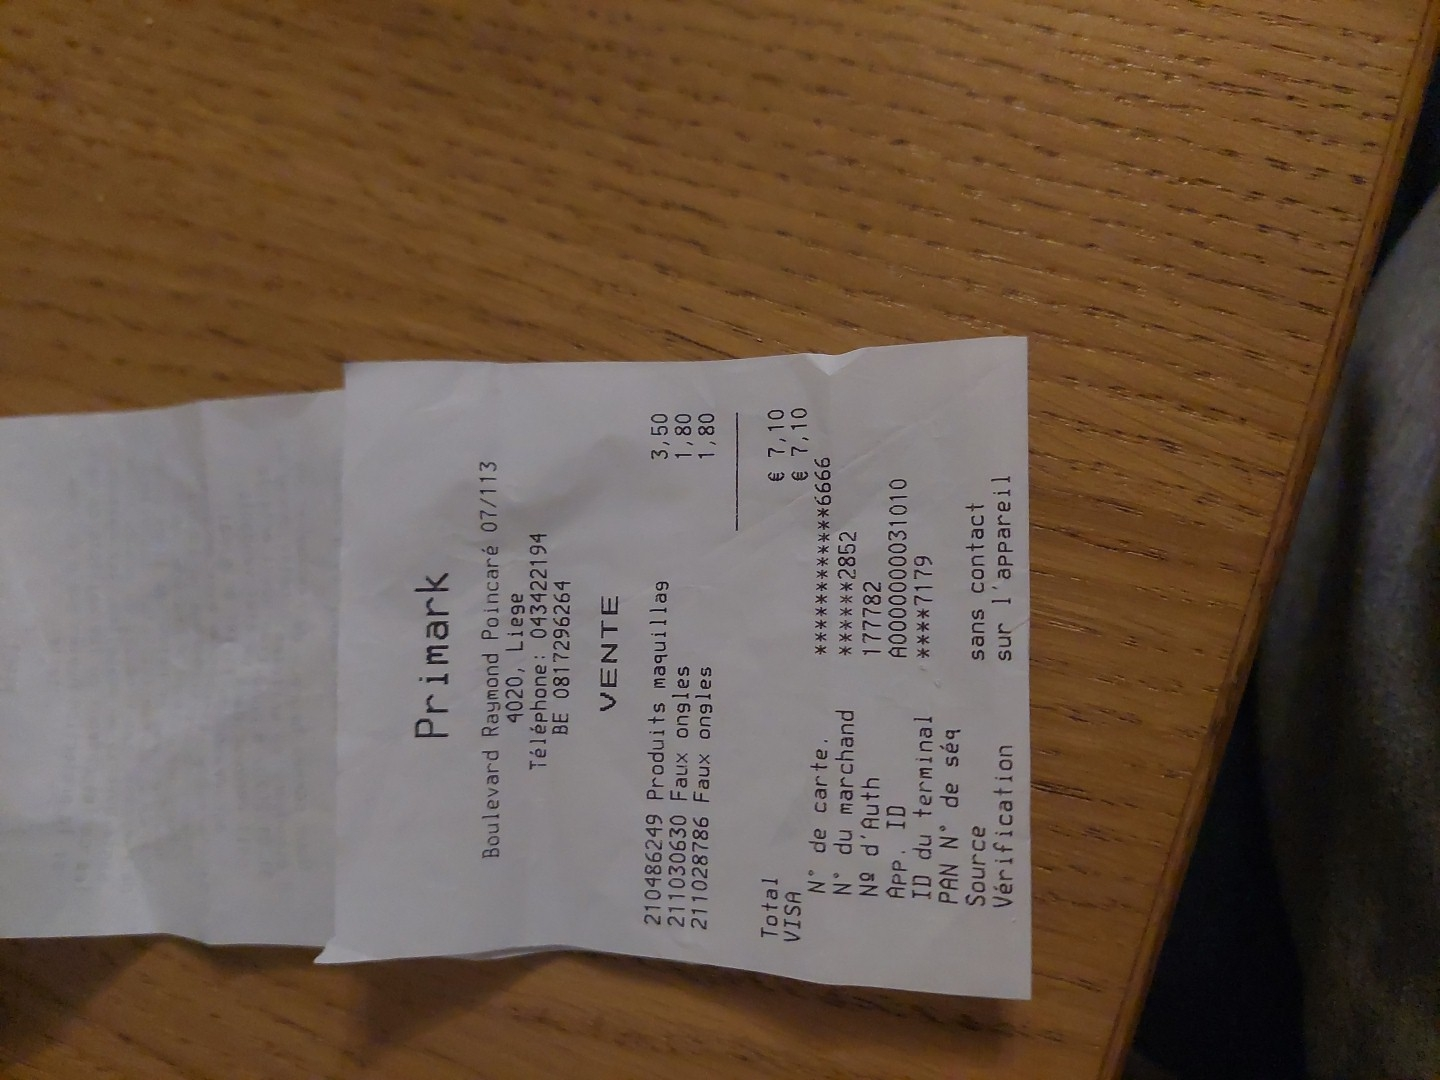 Primark
Boulevard Raymond Poincaré 07/113
4020, Liege
Téléphone: 043422194
BE 0817296264
VENTE
210486249 Produits maquillag 3,50
211030630 Faux ongles 1,80
211028786 Faux ongles 1,80
Total € 7,10
VISA € 7,10
N° de carte. ************6666
N° du marchand ******2852
Nº d'Auth 177782
App. ID A0000000031010
ID du terminal ****7179
PAN N° de séq
Source sans contact
Vérification sur l'appareil